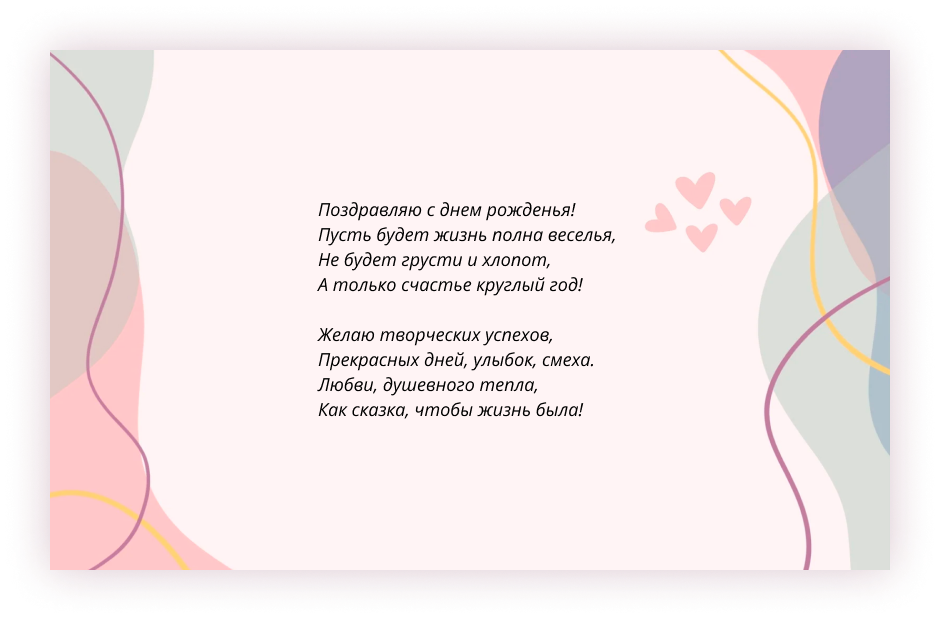 Поздравляю с днем рожденья!
Пусть будет жизнь полна веселья,
Не будет грусти и хлопот,
А только счастье круглый год!
Желаю творческих успехов,
Прекрасных дней, улыбок, смеха.
Любви, душевного тепла,
Как сказка, чтобы жизнь была!